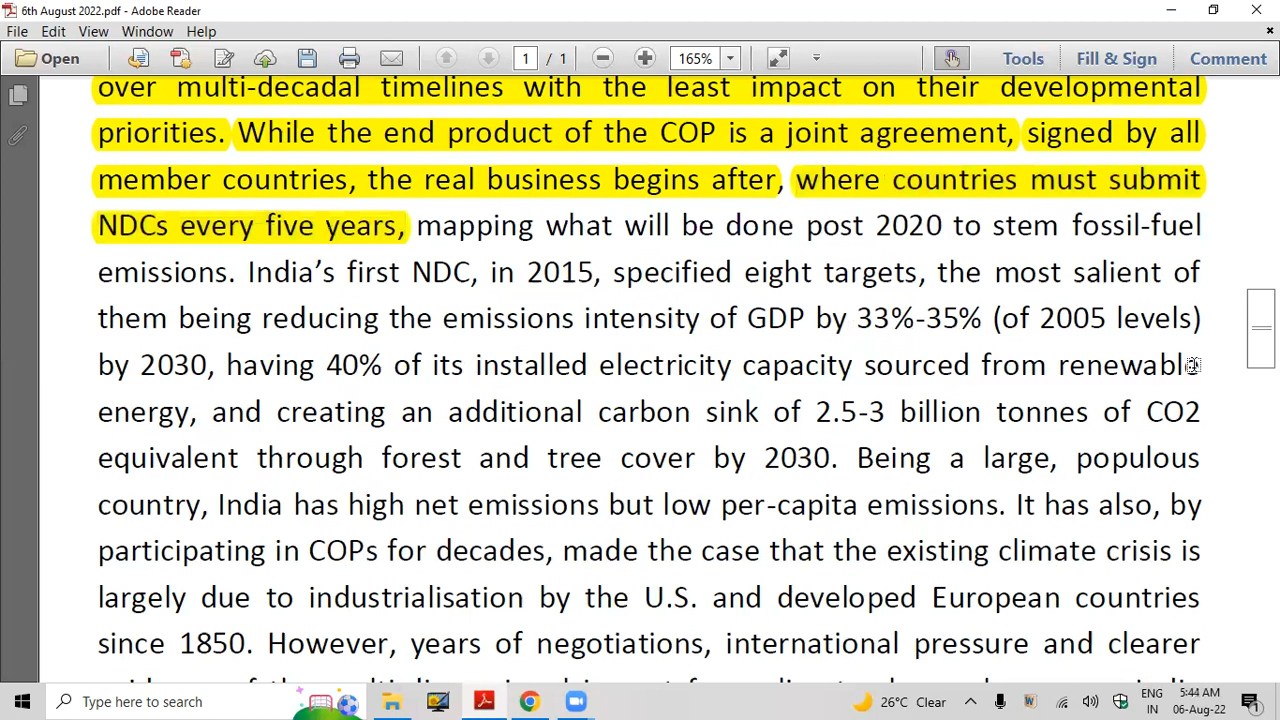 6th August 2022.pdf - Adobe Reader
File Edit View Window Help
Open 1 / 1 165% Tools Fill & Sign Comment
over multi-decadal timelines with the least impact on their developmental
priorities. While the end product of the COP is a joint agreement, signed by all
member countries, the real business begins after, where countries must submit
NDCs every five years, mapping what will be done post 2020 to stem fossil-fuel
emissions. India’s first NDC, in 2015, specified eight targets, the most salient of
them being reducing the emissions intensity of GDP by 33%-35% (of 2005 levels)
by 2030, having 40% of its installed electricity capacity sourced from renewable
energy, and creating an additional carbon sink of 2.5-3 billion tonnes of CO2
equivalent through forest and tree cover by 2030. Being a large, populous
country, India has high net emissions but low per-capita emissions. It has also, by
participating in COPs for decades, made the case that the existing climate crisis is
largely due to industrialisation by the U.S. and developed European countries
since 1850. However, years of negotiations, international pressure and clearer
Type here to search 26°C Clear ENG IN 5:44 AM 06-Aug-22